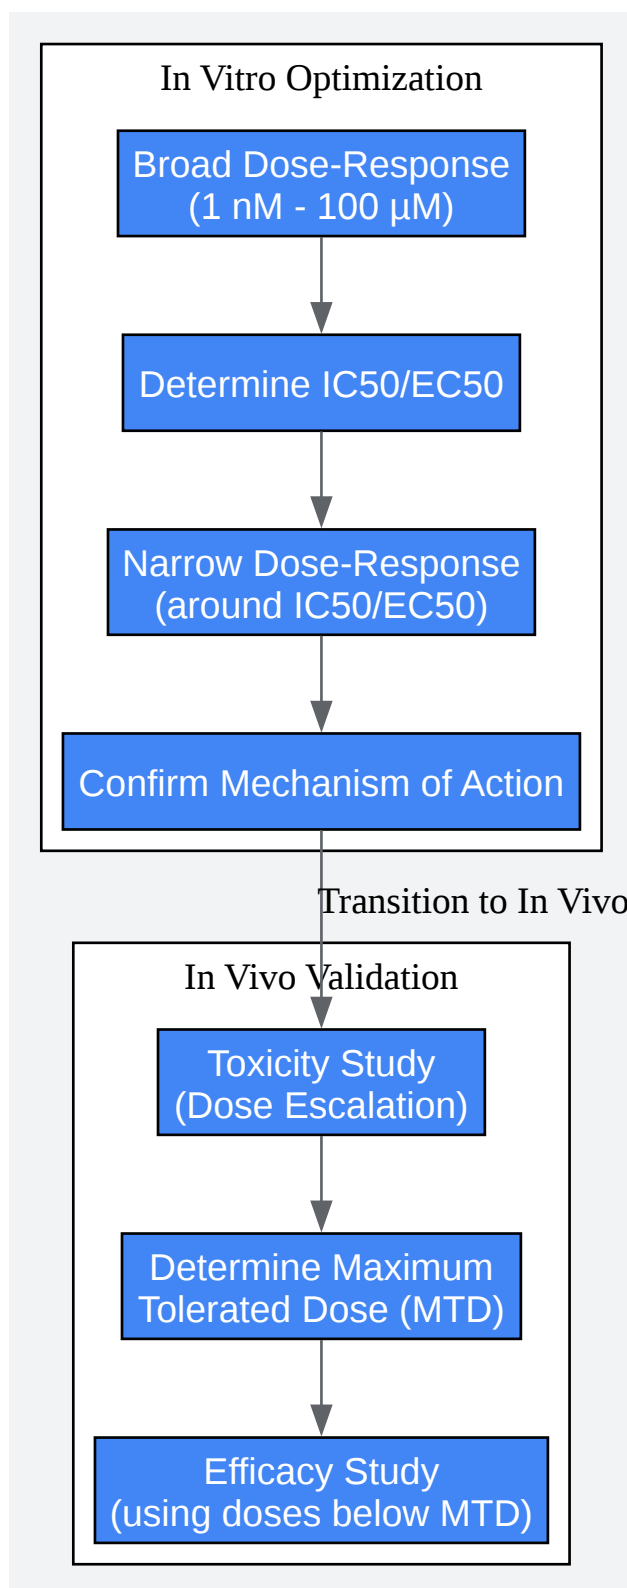 In Vitro Optimization
Broad Dose-Response
(1 nM - 100 µM)
Determine IC50/EC50
Narrow Dose-Response
(around IC50/EC50)
Confirm Mechanism of Action
Transition to In Vivo
In Vivo Validation
Toxicity Study
(Dose Escalation)
Determine Maximum
Tolerated Dose (MTD)
Efficacy Study
(using doses below MTD)